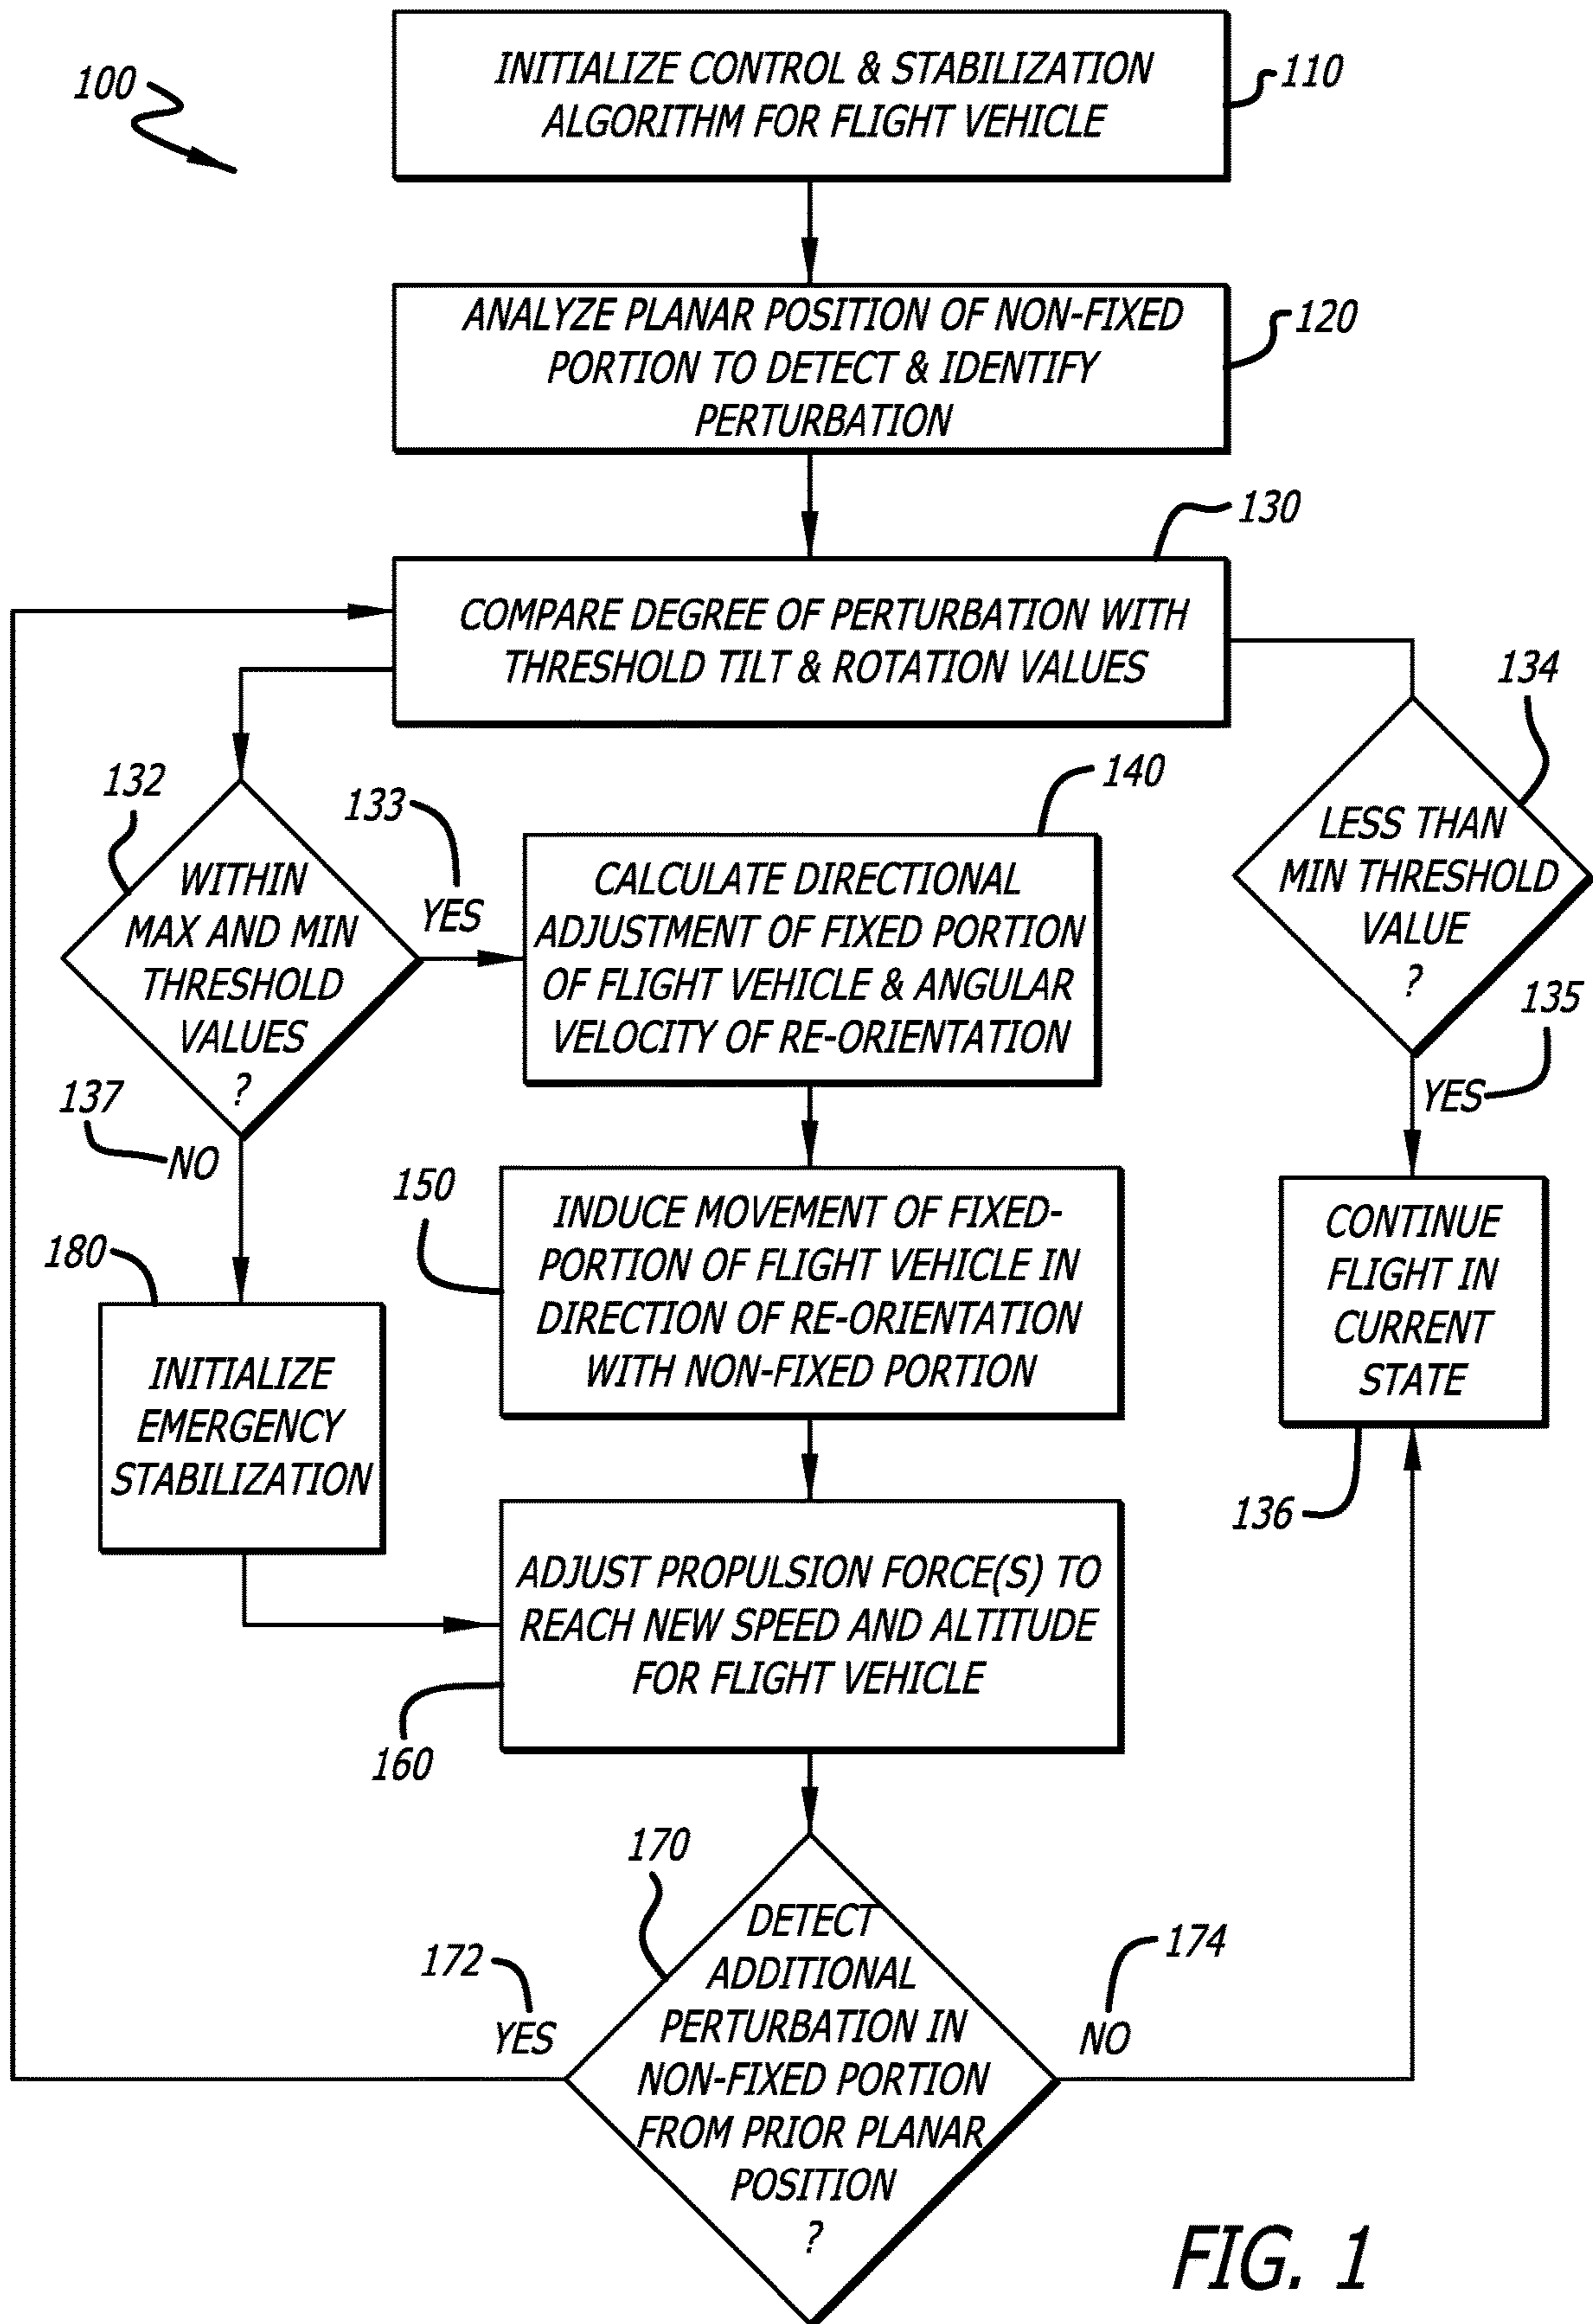 100
INITIALIZE CONTROL & STABILIZATION
ALGORITHM FOR FLIGHT VEHICLE
110
ANALYZE PLANAR POSITION OF NON-FIXED
PORTION TO DETECT & IDENTIFY
PERTURBATION
120
130
COMPARE DEGREE OF PERTURBATION WITH
THRESHOLD TILT & ROTATION VALUES
132
WITHIN
MAX AND MIN
THRESHOLD
VALUES
?
133
YES
140
CALCULATE DIRECTIONAL
ADJUSTMENT OF FIXED PORTION
OF FLIGHT VEHICLE & ANGULAR
VELOCITY OF RE-ORIENTATION
134
LESS THAN
MIN THRESHOLD
VALUE
?
135
YES
137
NO
150
INDUCE MOVEMENT OF FIXED-
PORTION OF FLIGHT VEHICLE IN
DIRECTION OF RE-ORIENTATION
WITH NON-FIXED PORTION
CONTINUE
FLIGHT IN
CURRENT
STATE
136
180
INITIALIZE
EMERGENCY
STABILIZATION
ADJUST PROPULSION FORCE(S) TO
REACH NEW SPEED AND ALTITUDE
FOR FLIGHT VEHICLE
160
170
DETECT
ADDITIONAL
PERTURBATION IN
NON-FIXED PORTION
FROM PRIOR PLANAR
POSITION
?
172
YES
174
NO
FIG. 1